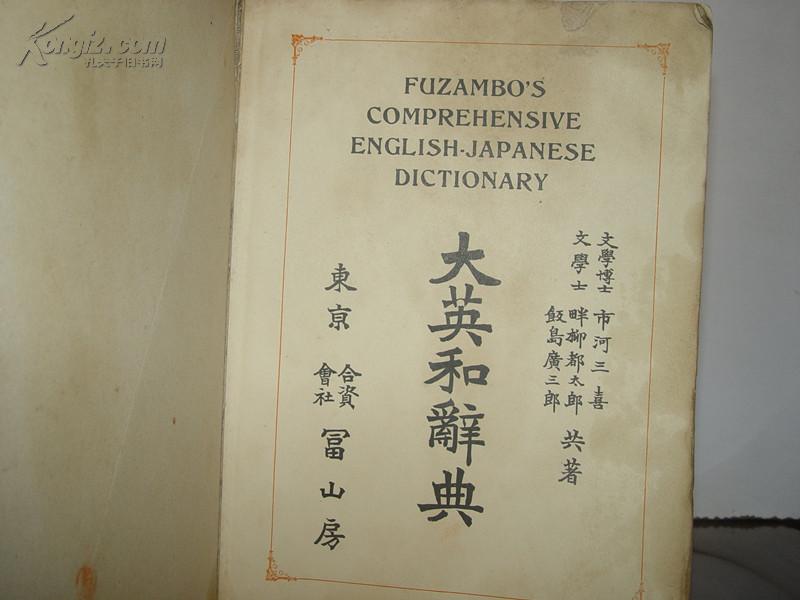 Kongfz.com
孔夫子旧书网
FUZAMBO'S
COMPREHENSIVE
ENGLISH-JAPANESE
DICTIONARY
文學博士 市河三喜
文學士 畔柳都太郎
飯島廣三郎
共著
大英和辭典
東京 合資會社 冨山房